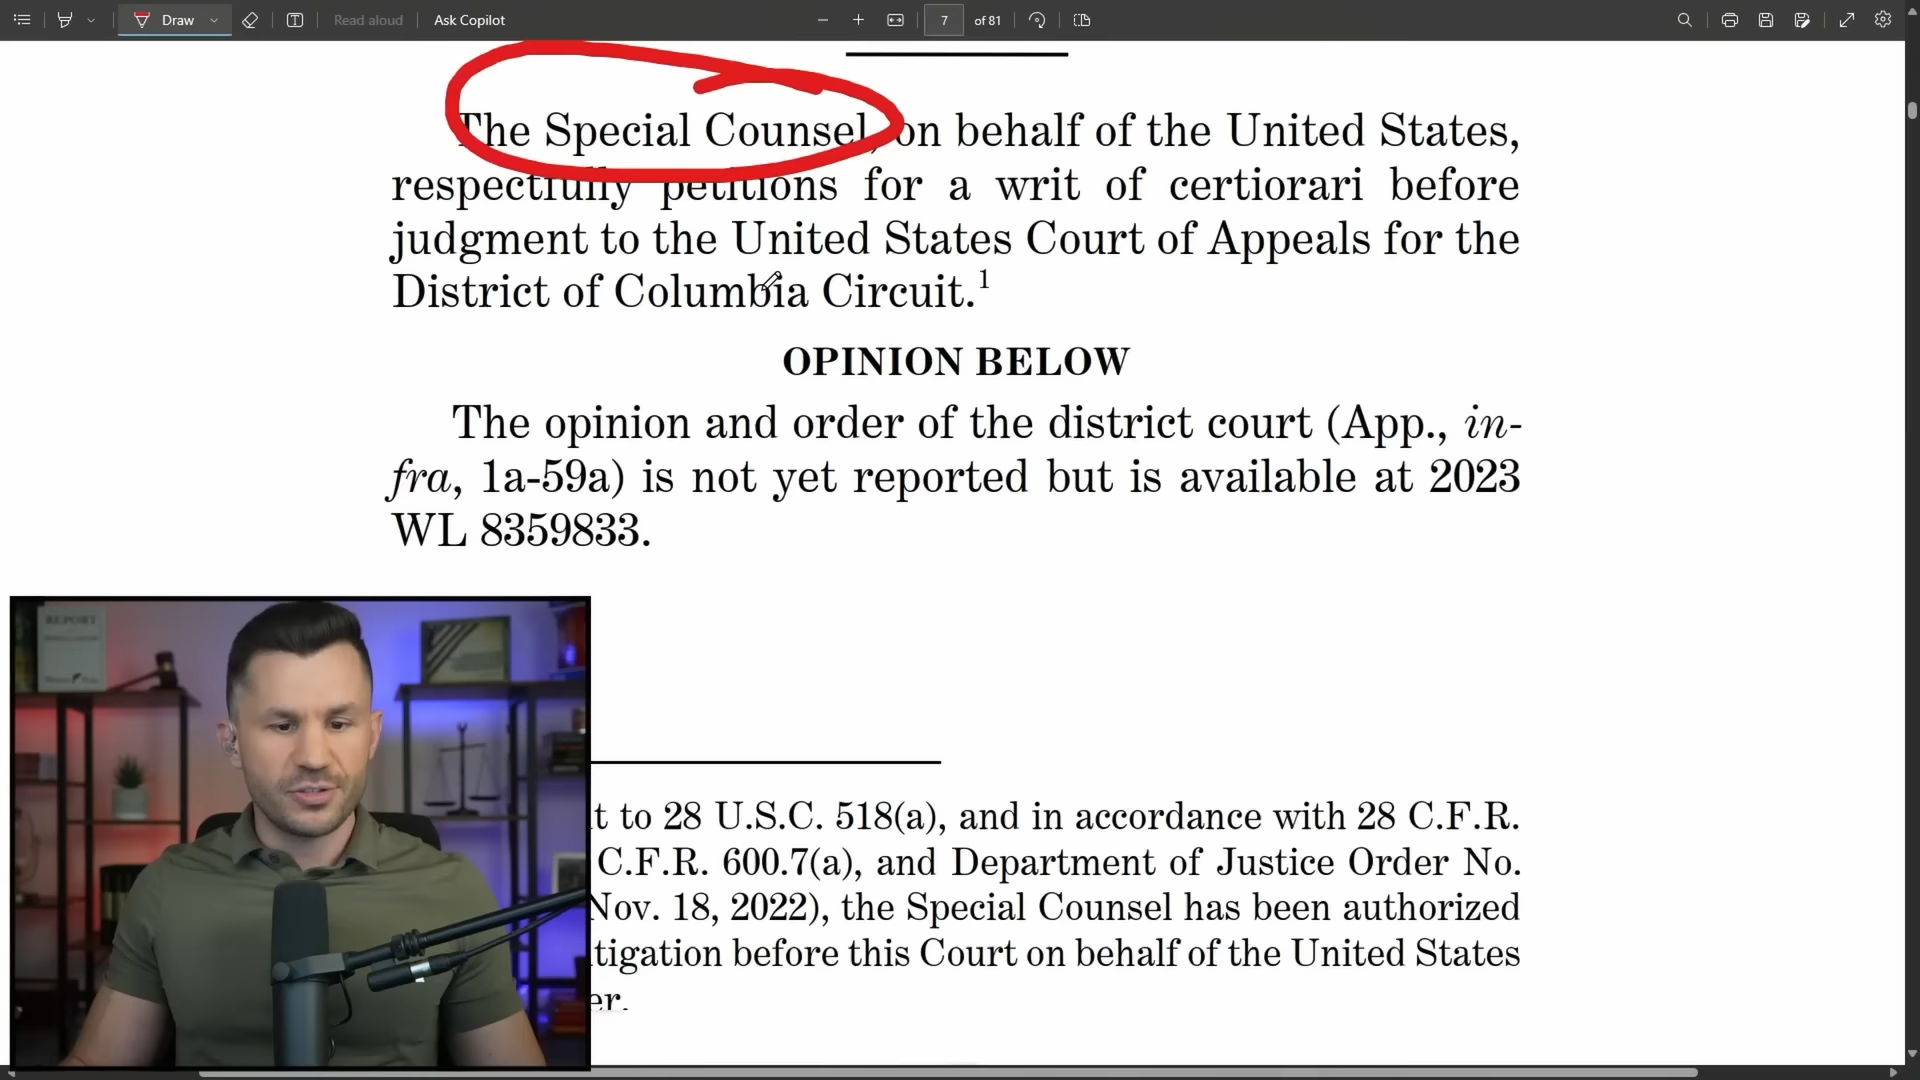 Draw Read aloud Ask Copilot 7 of 81
The Special Counsel, on behalf of the United States,
respectfully petitions for a writ of certiorari before
judgment to the United States Court of Appeals for the
District of Columbia Circuit.1
OPINION BELOW
The opinion and order of the district court (App., in-
fra, 1a-59a) is not yet reported but is available at 2023
WL 8359833.
REPORT
t to 28 U.S.C. 518(a), and in accordance with 28 C.F.R.
C.F.R. 600.7(a), and Department of Justice Order No.
Nov. 18, 2022), the Special Counsel has been authorized
tigation before this Court on behalf of the United States
er.